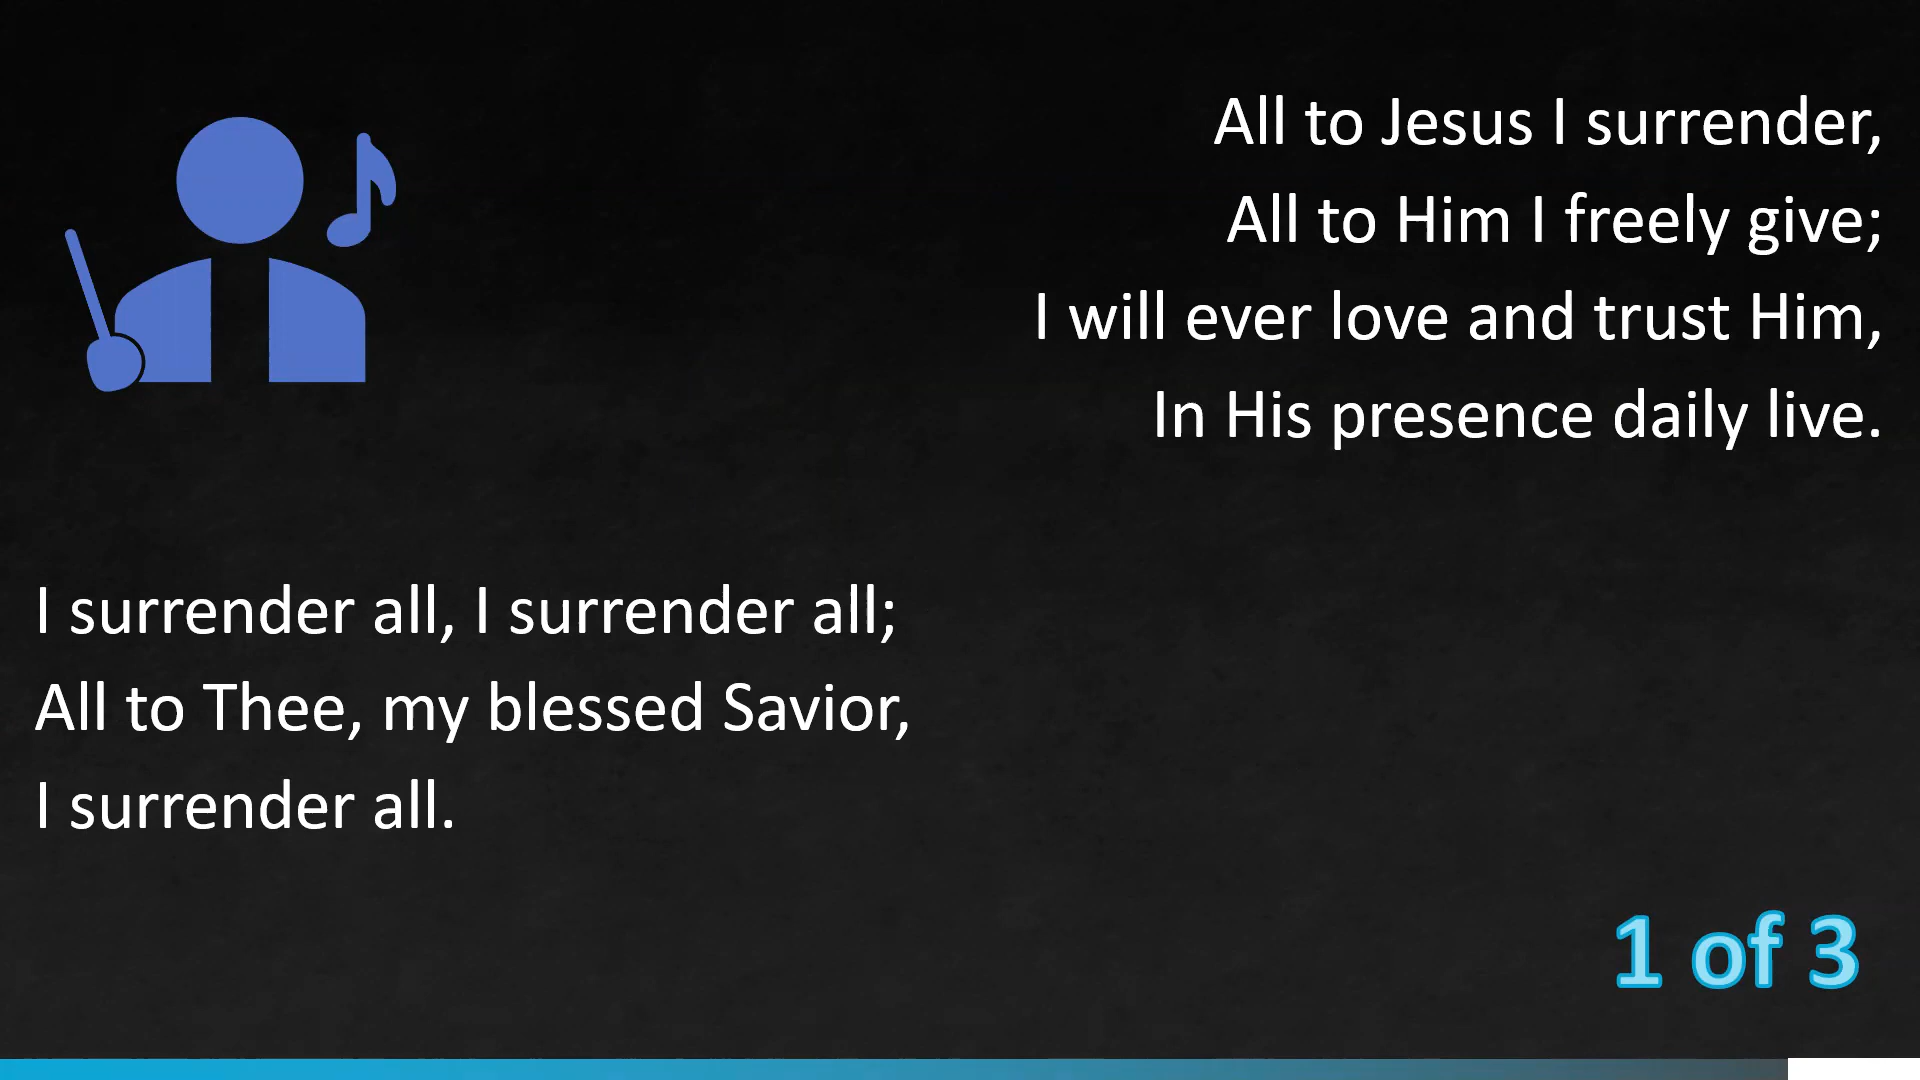 All to Jesus I surrender,
All to Him I freely give;
I will ever love and trust Him,
In His presence daily live.
I surrender all, I surrender all;
All to Thee, my blessed Savior,
I surrender all.
1 of 3